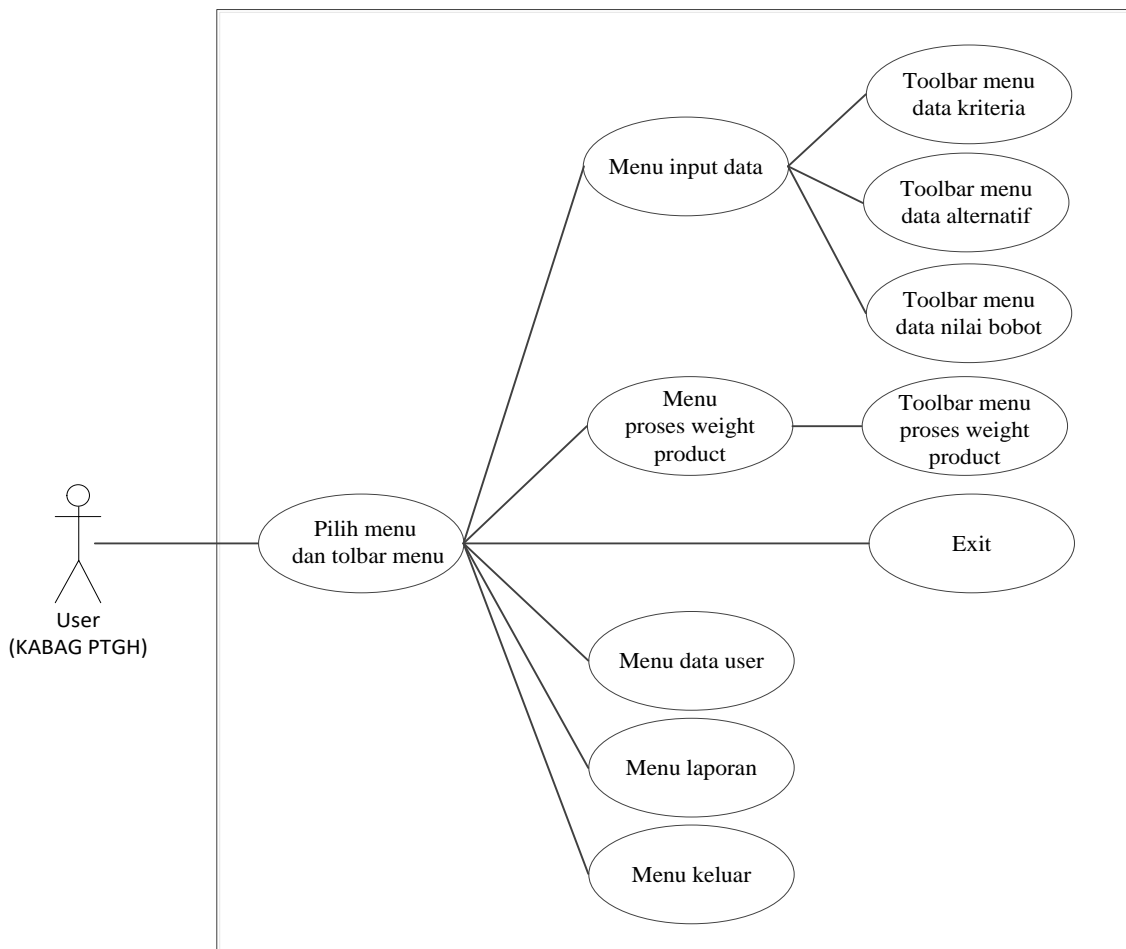 Toolbar menu
data kriteria
Menu input data
Toolbar menu
data alternatif
Toolbar menu
data nilai bobot
Menu
proses weight
product
Toolbar menu
proses weight
product
Pilih menu
dan tolbar menu
Exit
User
(KABAG PTGH)
Menu data user
Menu laporan
Menu keluar